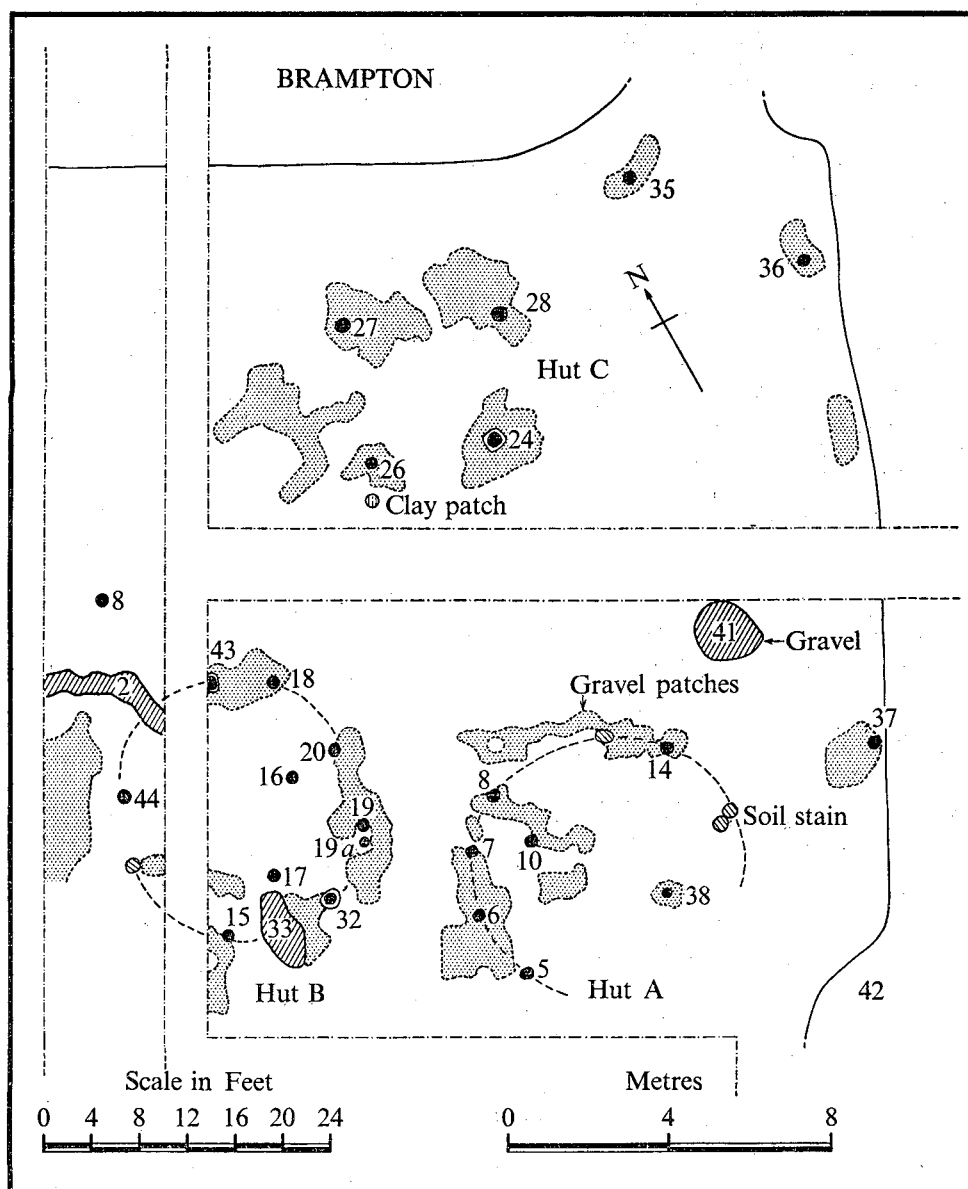 BRAMPTON
35
36
N
28
27
Hut C
24
26
Clay patch
8
41
Gravel
43
2
18
Gravel patches
37
20
14
16
8
44
19
Soil stain
7
10
19a
17
38
32
6
15
33
5
Hut B
Hut A
42
Scale in Feet
Metres
0 4 8 12 16 20 24
0 4 8